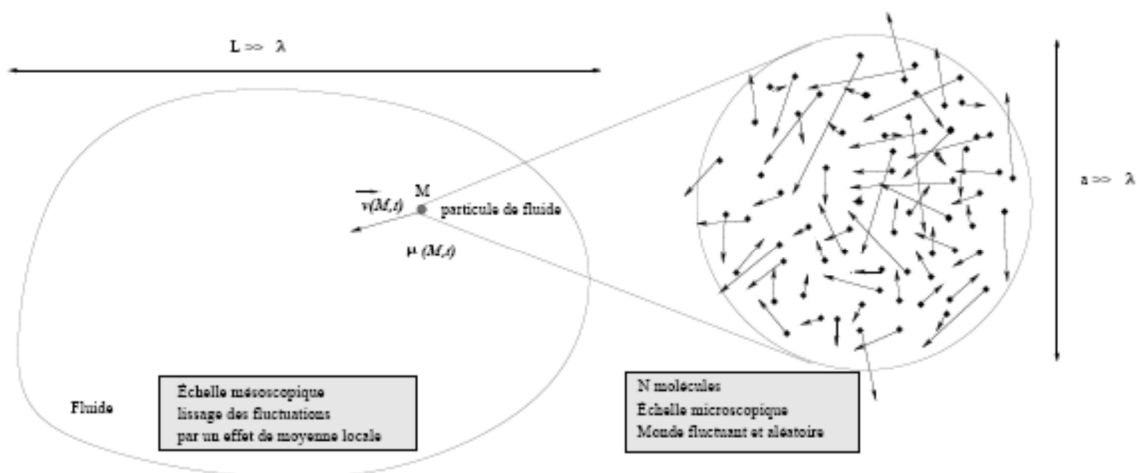 L >> λ
M
v(M,t)
particule de fluide
μ (M,t)
a >> λ
Fluide
Échelle mésoscopique
lissage des fluctuations
par un effet de moyenne locale
N molécules
Échelle microscopique
Monde fluctuant et aléatoire